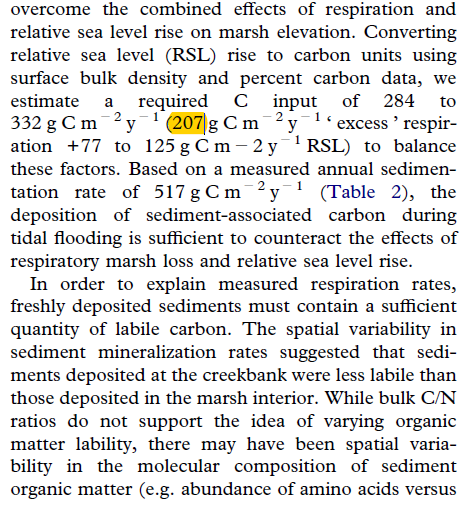 overcome the combined effects of respiration and
relative sea level rise on marsh elevation. Converting
relative sea level (RSL) rise to carbon units using
surface bulk density and percent carbon data, we
estimate a required C input of 284 to
332 g C m⁻² y⁻¹ (207 g C m⁻² y⁻¹ ‘ excess ’ respir-
ation +77 to 125 g C m − 2 y⁻¹ RSL) to balance
these factors. Based on a measured annual sedimen-
tation rate of 517 g C m⁻² y⁻¹ (Table 2), the
deposition of sediment-associated carbon during
tidal flooding is sufficient to counteract the effects of
respiratory marsh loss and relative sea level rise.
In order to explain measured respiration rates,
freshly deposited sediments must contain a sufficient
quantity of labile carbon. The spatial variability in
sediment mineralization rates suggested that sedi-
ments deposited at the creekbank were less labile than
those deposited in the marsh interior. While bulk C/N
ratios do not support the idea of varying organic
matter lability, there may have been spatial varia-
bility in the molecular composition of sediment
organic matter (e.g. abundance of amino acids versus